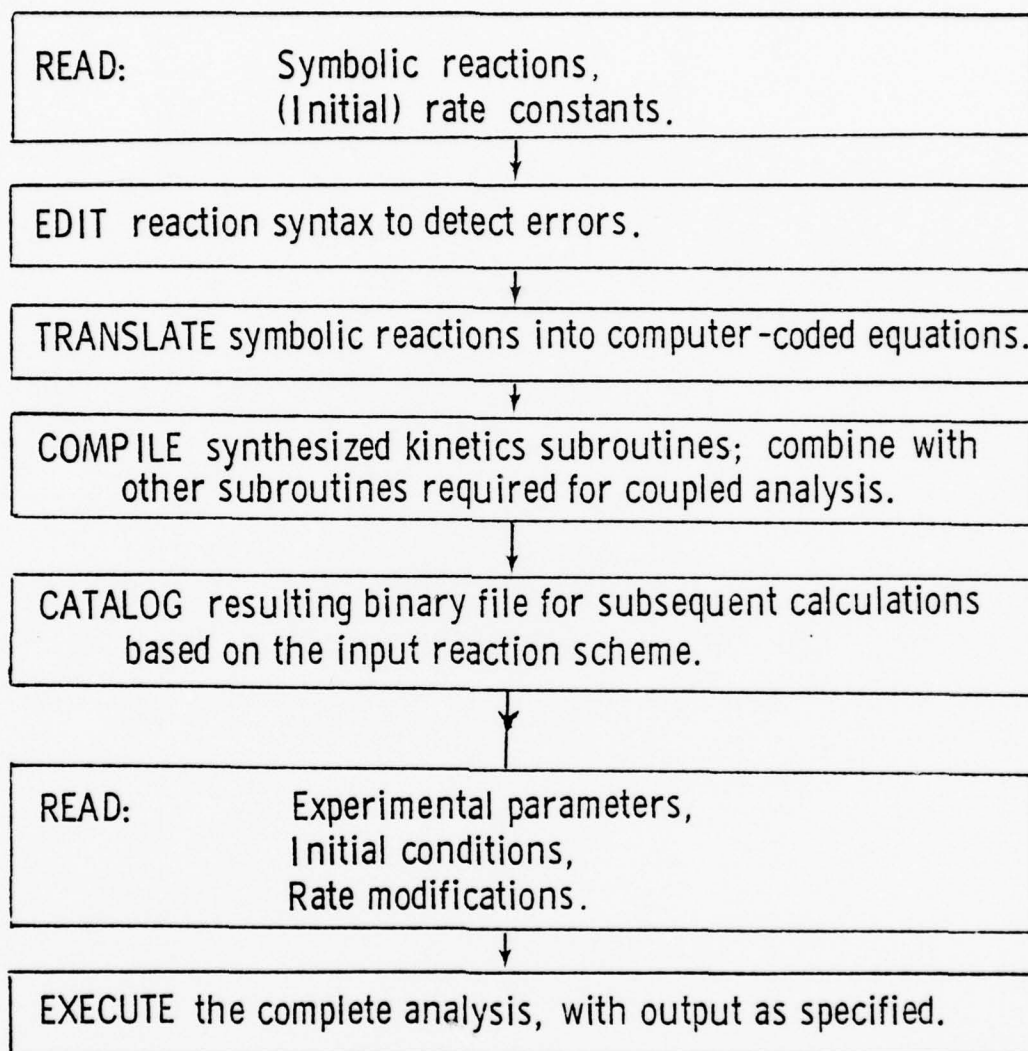 READ: Symbolic reactions,
(Initial) rate constants.
EDIT reaction syntax to detect errors.
TRANSLATE symbolic reactions into computer-coded equations.
COMPILE synthesized kinetics subroutines; combine with
other subroutines required for coupled analysis.
CATALOG resulting binary file for subsequent calculations
based on the input reaction scheme.
READ: Experimental parameters,
Initial conditions,
Rate modifications.
EXECUTE the complete analysis, with output as specified.